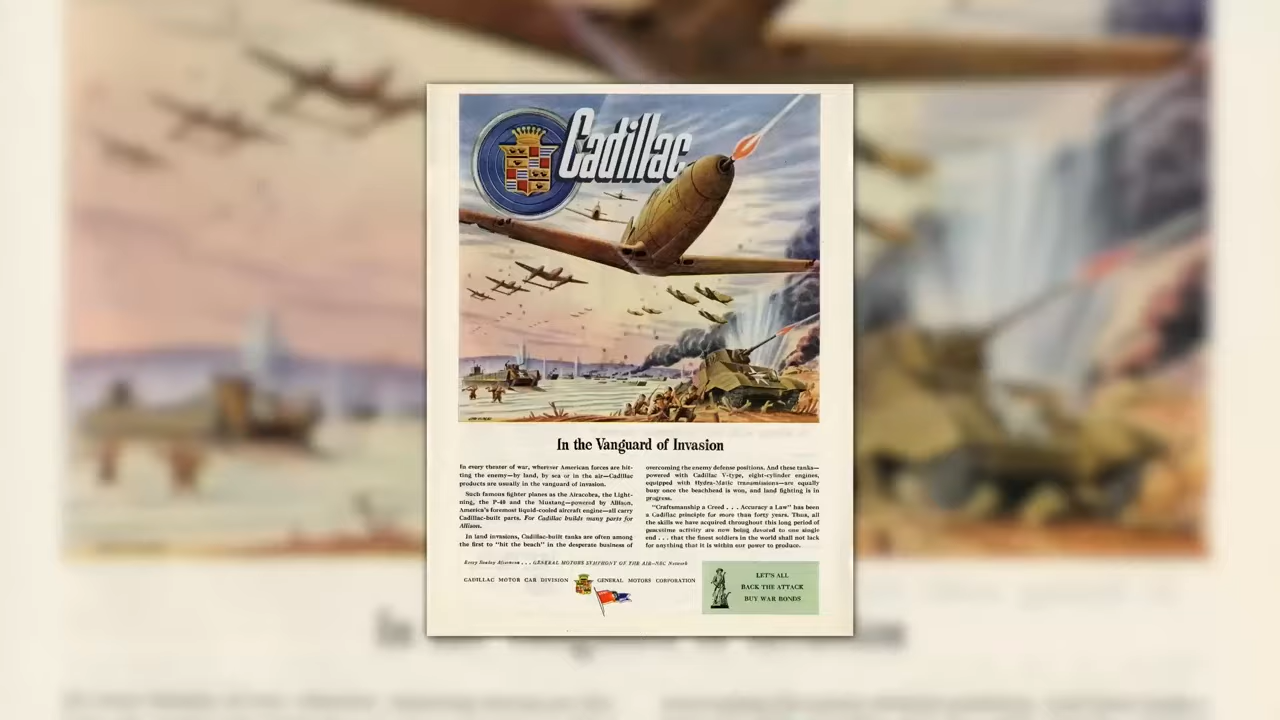 Cadillac
In the Vanguard of Invasion
In every theater of war, wherever American forces are hit-
ting the enemy—by land, by sea or in the air—Cadillac
products are usually in the vanguard of invasion.
Such famous fighter planes as the Airacobra, the Light-
ning, the P-40 and the Mustang—powered by Allison,
America's foremost liquid-cooled aircraft engine—all carry
Cadillac-built parts. For Cadillac builds many parts for
Allison.
In land invasions, Cadillac-built tanks are often among
the first to "hit the beach" in the desperate business of
overcoming the enemy defense positions. And these tanks—
powered with Cadillac V-type, eight-cylinder engines,
equipped with Hydra-Matic transmissions—are equally
busy once the beachhead is won, and land fighting is in
progress.
"Craftsmanship a Creed . . . Accuracy a Law" has been
a Cadillac principle for more than forty years. Thus, all
the skills we have acquired throughout this long period of
peacetime activity are now being devoted to one single
end . . . that the finest soldiers in the world shall not lack
for anything that it is within our power to produce.
Every Sunday Afternoon . . . GENERAL MOTORS SYMPHONY OF THE AIR—NBC Network
CADILLAC MOTOR CAR DIVISION GENERAL MOTORS CORPORATION
LET'S ALL
BACK THE ATTACK
BUY WAR BONDS